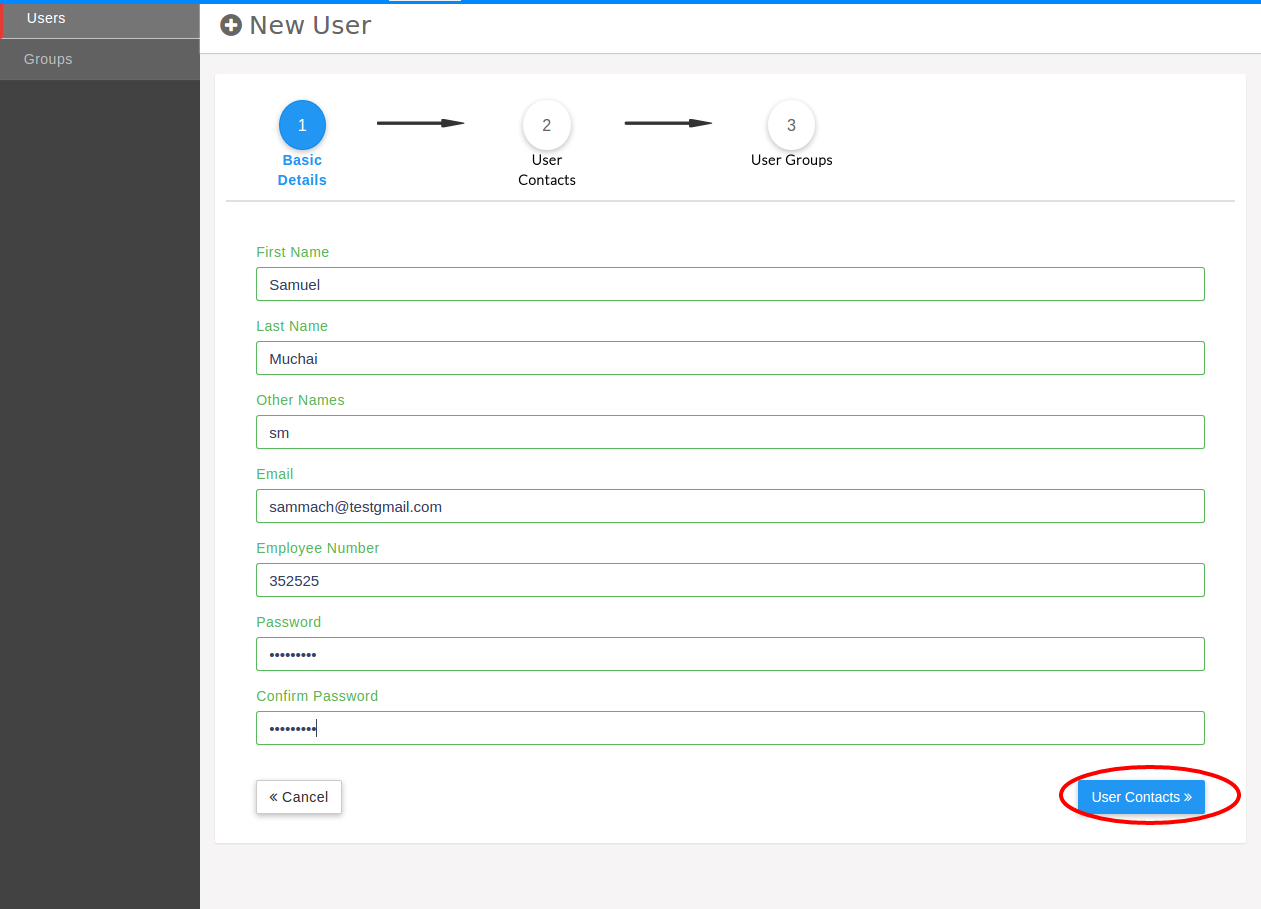 Users
Groups
New User
1
Basic
Details
2
User
Contacts
3
User Groups
First Name
Samuel
Last Name
Muchai
Other Names
sm
Email
sammach@testgmail.com
Employee Number
352525
Password
•••••••••
Confirm Password
•••••••••
« Cancel
User Contacts »